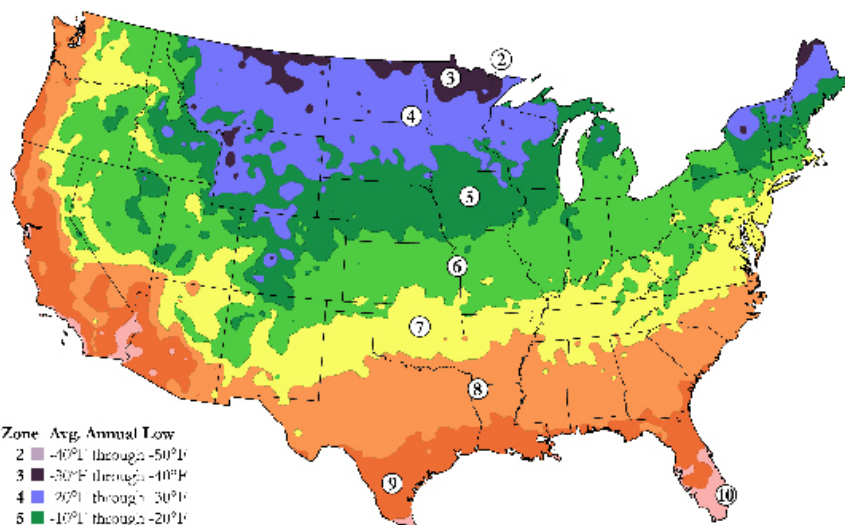 2
3
4
5
6
7
8
9
10
Zone Avg. Annual Low
2 -40°F through -50°F
3 -30°F through -40°F
4 -20°F through -30°F
5 -10°F through -20°F